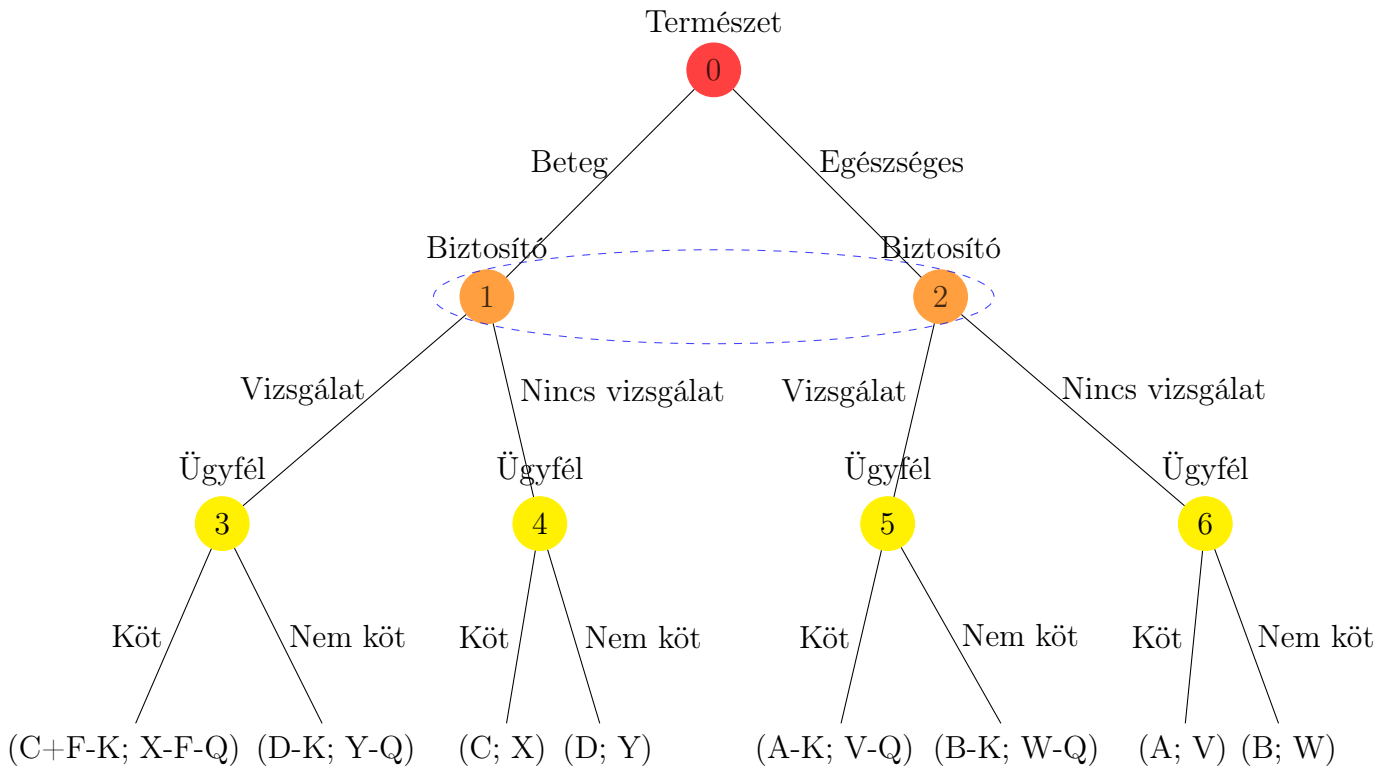 Természet
0
Beteg Egészséges
Biztosító Biztosító
1 2
Vizsgálat Nincs vizsgálat Vizsgálat Nincs vizsgálat
Ügyfél Ügyfél Ügyfél Ügyfél
3 4 5 6
Köt Nem köt Köt Nem köt Köt Nem köt Köt Nem köt
(C+F-K; X-F-Q) (D-K; Y-Q) (C; X) (D; Y) (A-K; V-Q) (B-K; W-Q) (A; V) (B; W)